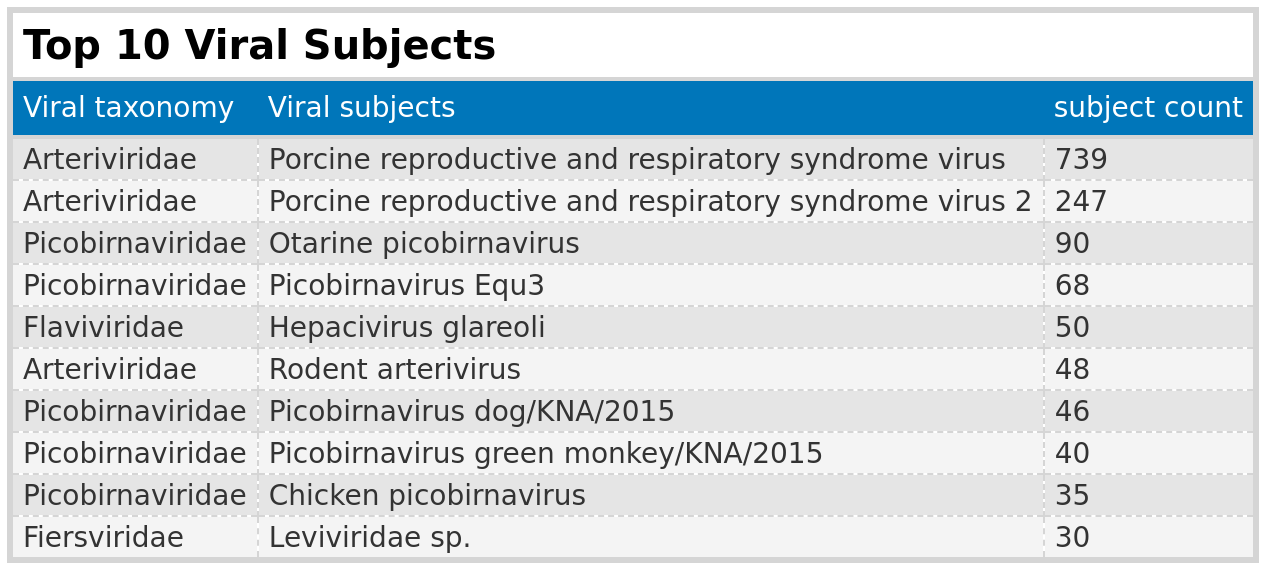 Top 10 Viral Subjects
Viral taxonomy Viral subjects subject count
Arteriviridae Porcine reproductive and respiratory syndrome virus 739
Arteriviridae Porcine reproductive and respiratory syndrome virus 2 247
Picobirnaviridae Otarine picobirnavirus 90
Picobirnaviridae Picobirnavirus Equ3 68
Flaviviridae Hepacivirus glareoli 50
Arteriviridae Rodent arterivirus 48
Picobirnaviridae Picobirnavirus dog/KNA/2015 46
Picobirnaviridae Picobirnavirus green monkey/KNA/2015 40
Picobirnaviridae Chicken picobirnavirus 35
Fiersviridae Leviviridae sp. 30